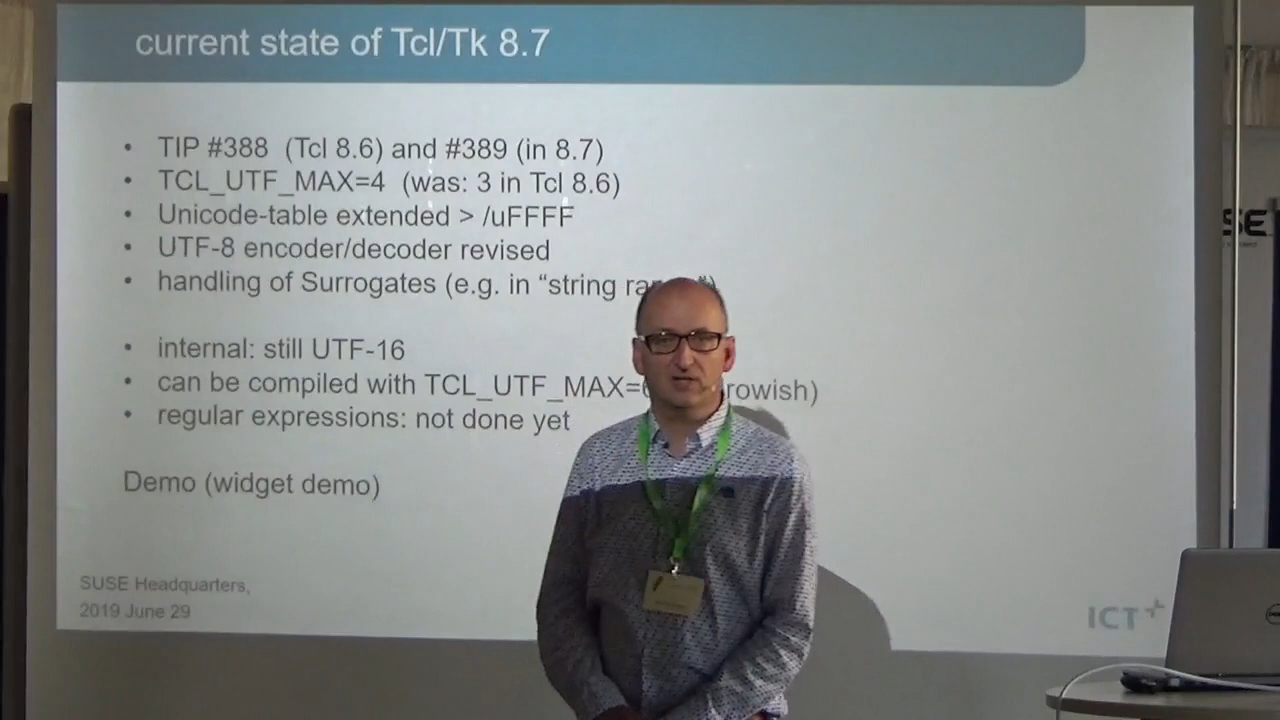 current state of Tcl/Tk 8.7
• TIP #388 (Tcl 8.6) and #389 (in 8.7)
• TCL_UTF_MAX=4 (was: 3 in Tcl 8.6)
• Unicode-table extended > /uFFFF
• UTF-8 encoder/decoder revised
• handling of Surrogates (e.g. in “string
• internal: still UTF-16
• can be compiled with TCL_UTF_MAX= rowish)
• regular expressions: not done yet
Demo (widget demo)
SUSE Headquarters,
2019 June 29
ICT+
SE
DELL